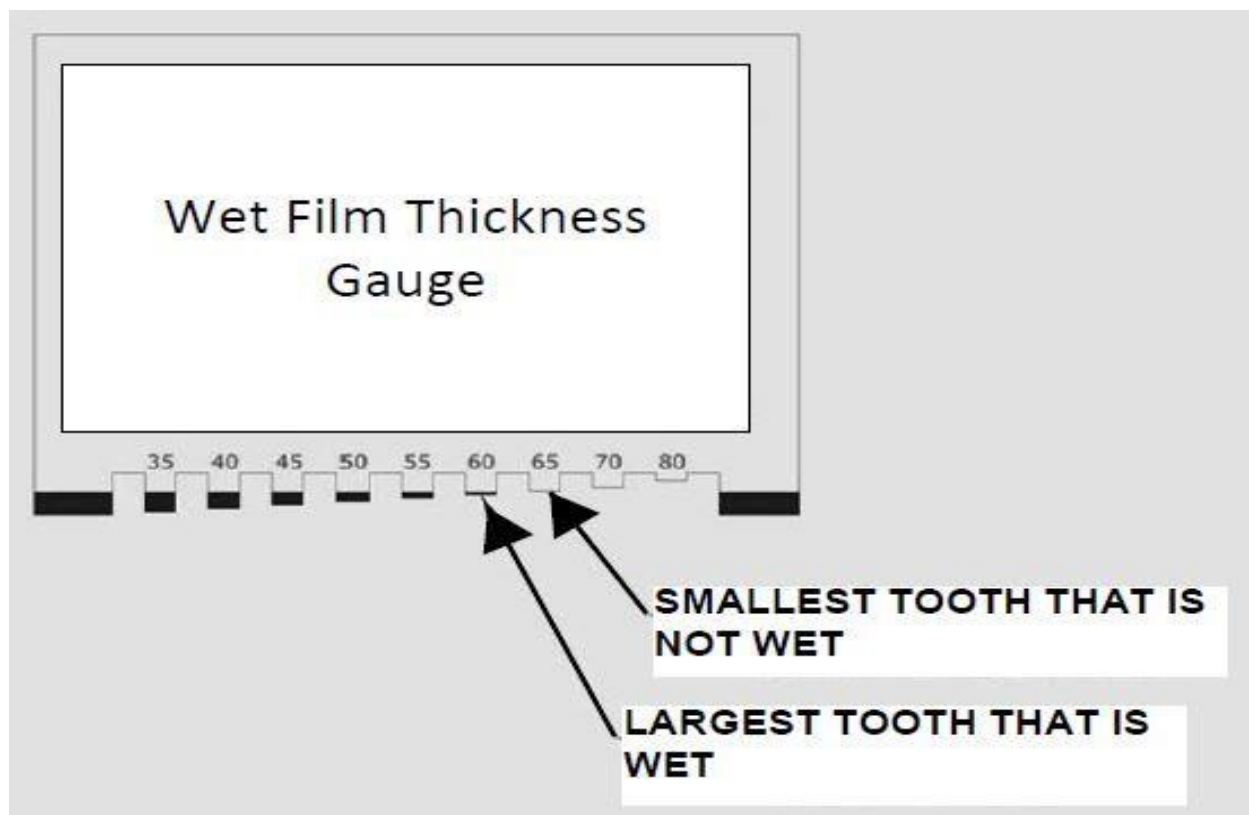 Wet Film Thickness
Gauge
35 40 45 50 55 60 65 70 80
SMALLEST TOOTH THAT IS
NOT WET
LARGEST TOOTH THAT IS
WET